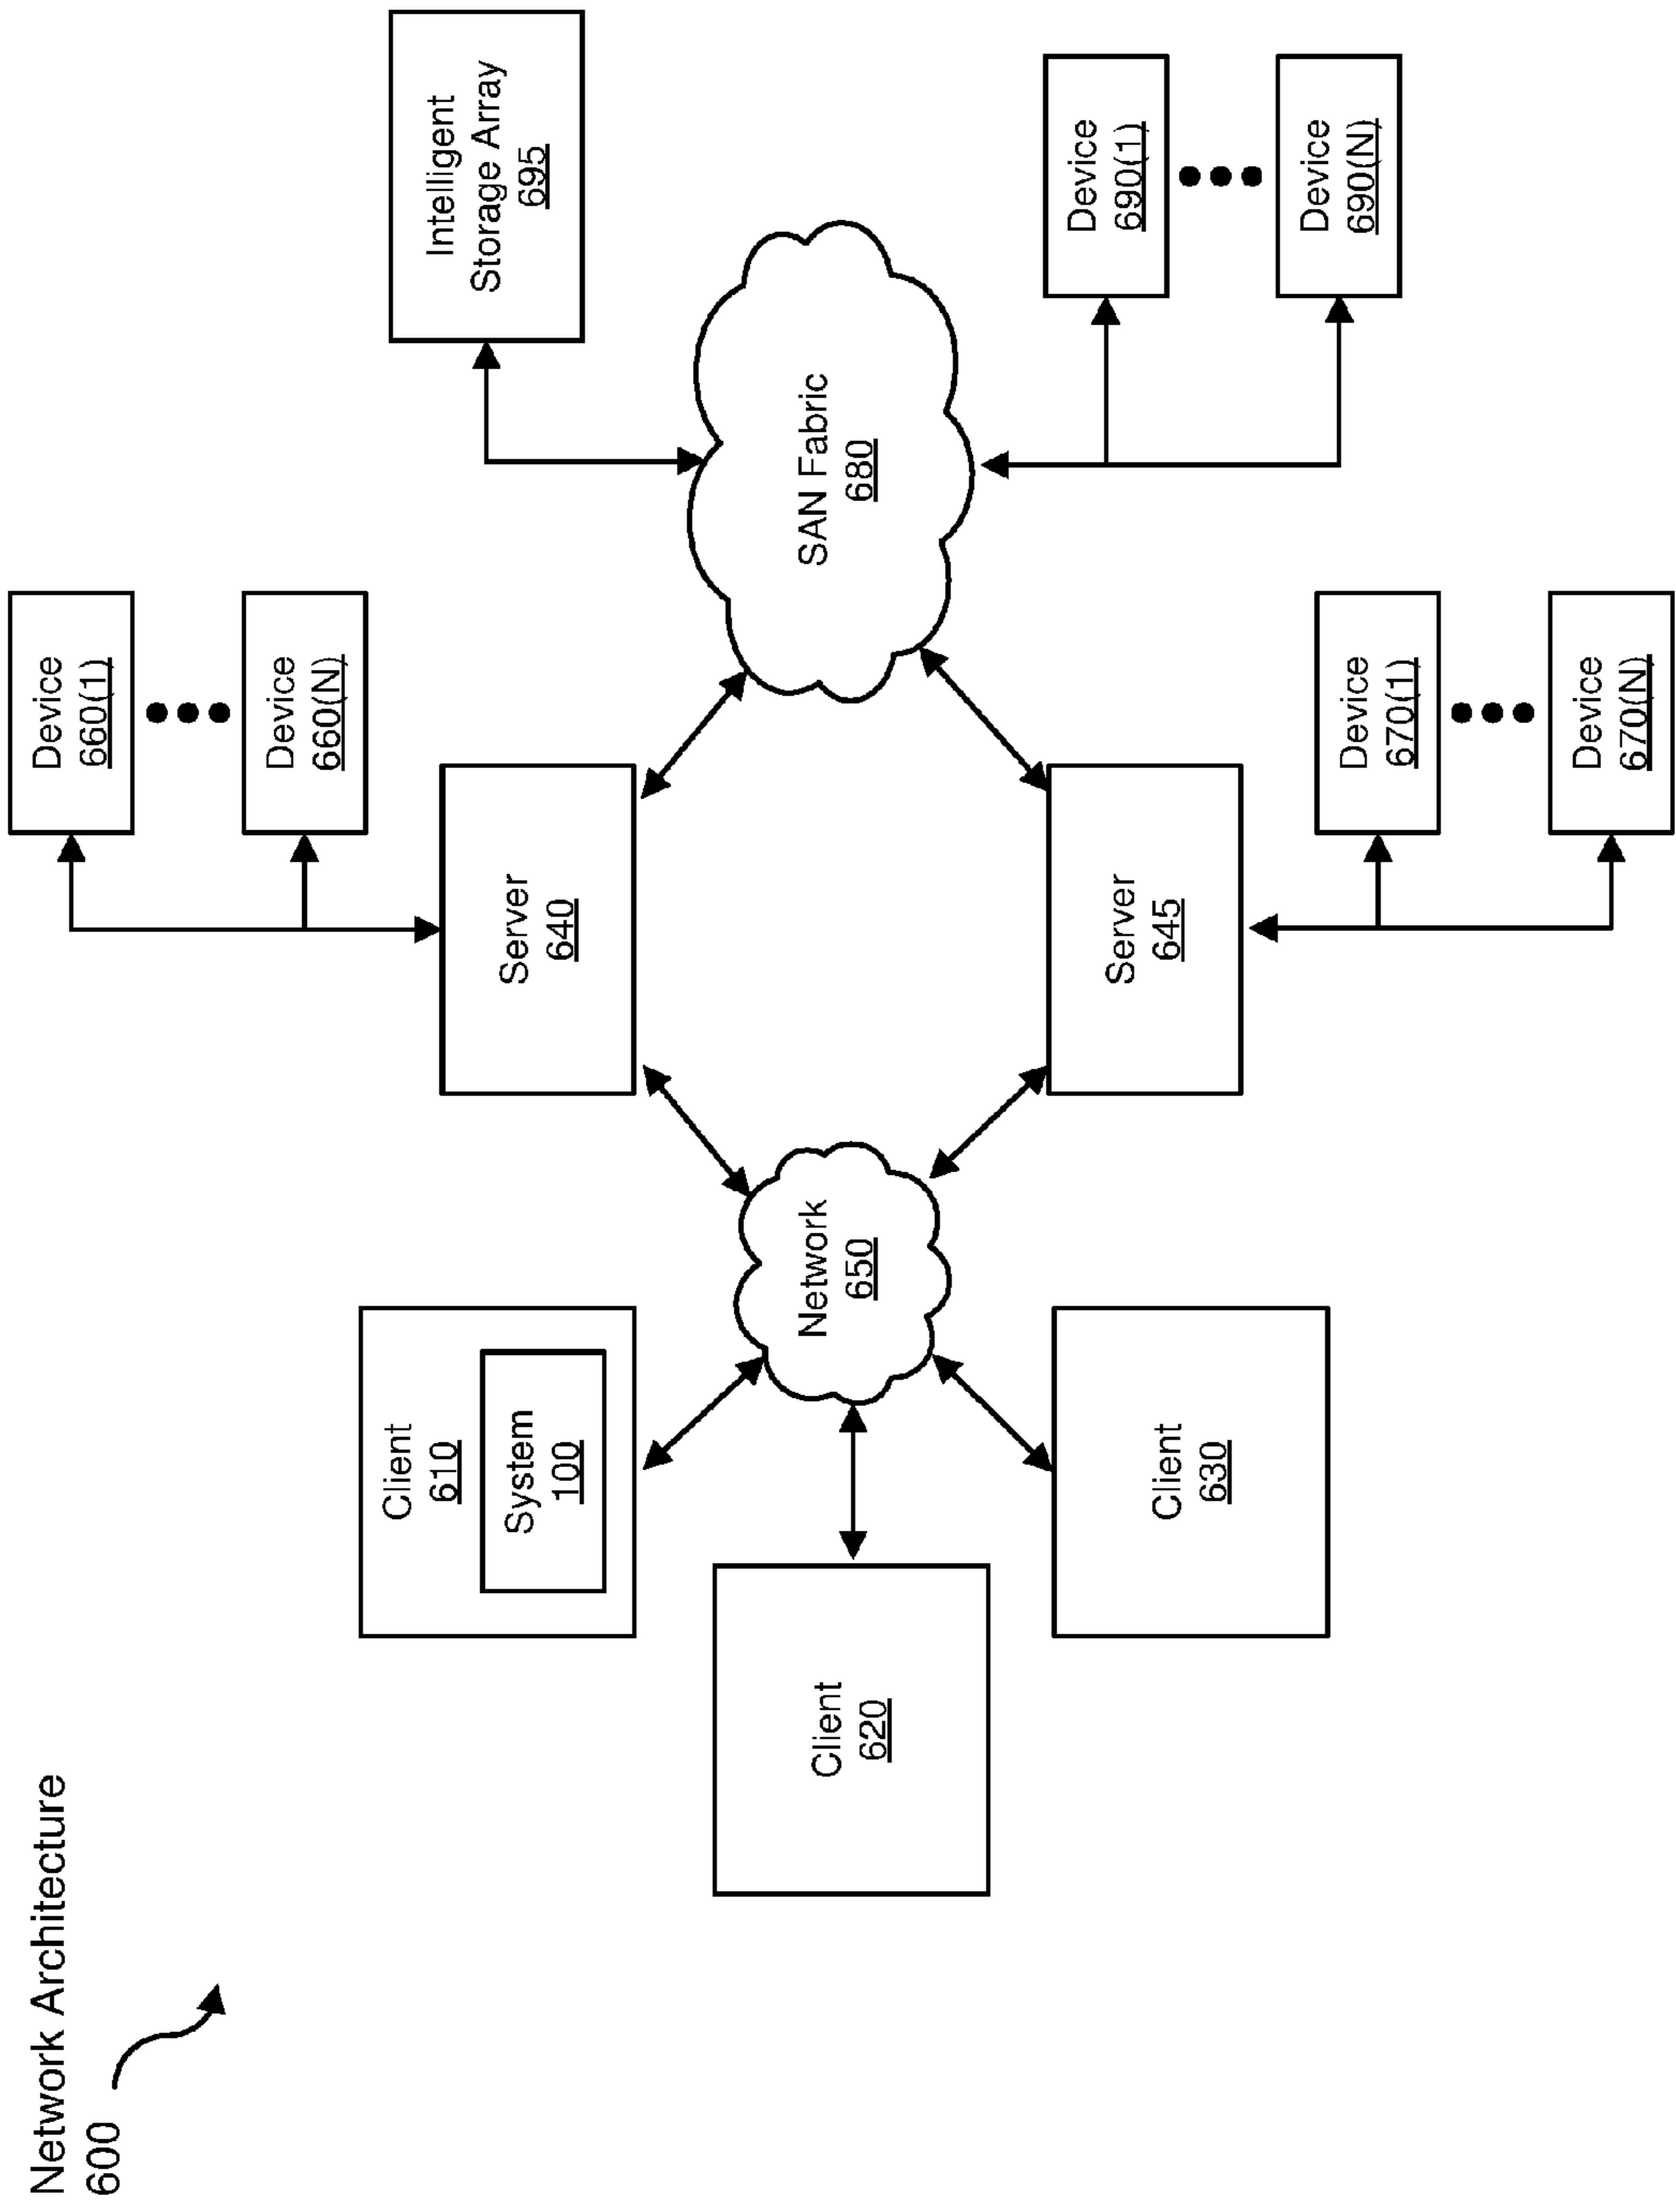 Network Architecture
600
Device
660(1)
Device
660(N)
Intelligent
Storage Array
695
Client
610
System
100
Server
640
Client
620
Network
650
SAN Fabric
680
Client
630
Server
645
Device
690(1)
Device
690(N)
Device
670(1)
Device
670(N)